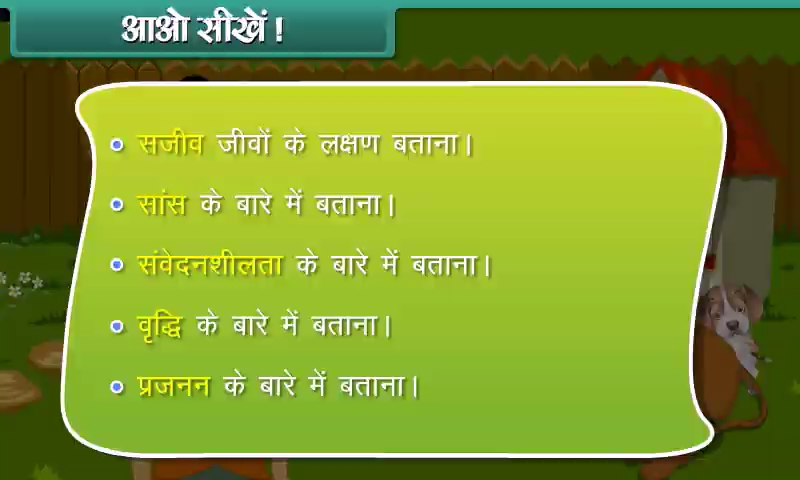 आओ सीखें!
सजीव जीवों के लक्षण बताना।
सांस के बारे में बताना।
संवेदनशीलता के बारे में बताना।
वृद्धि के बारे में बताना।
प्रजनन के बारे में बताना।